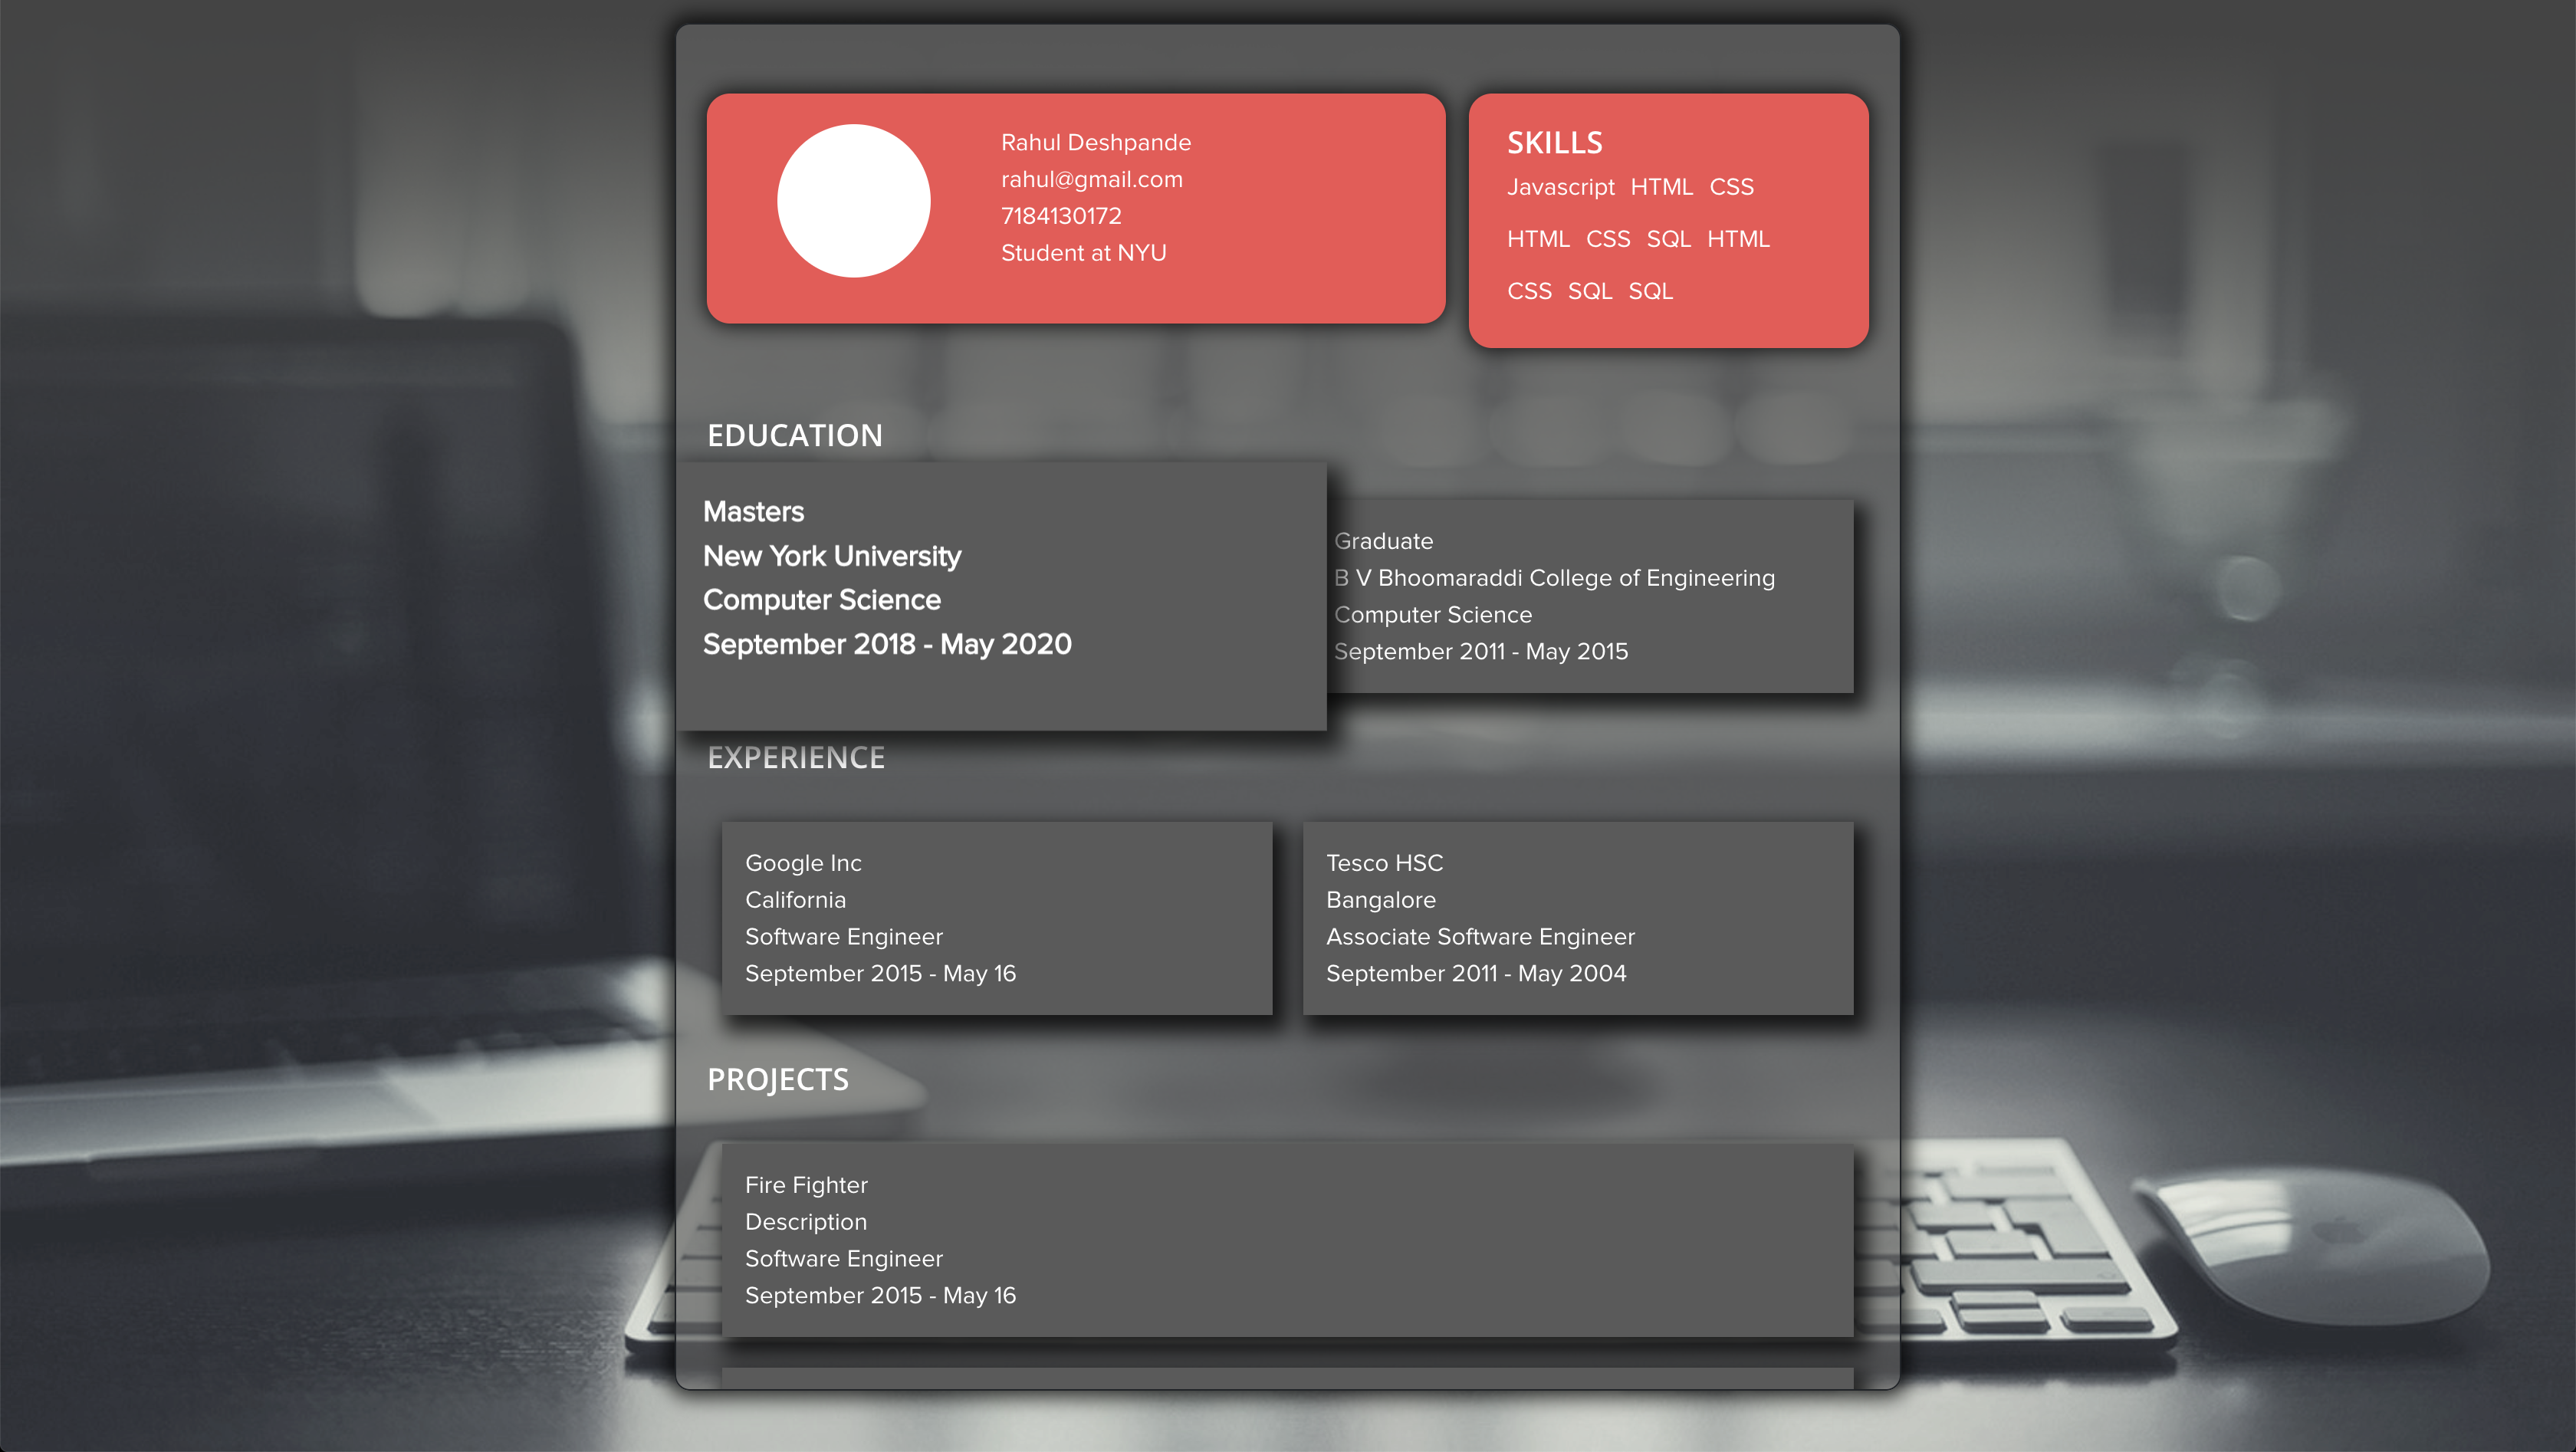 Rahul Deshpande
rahul@gmail.com
7184130172
Student at NYU
SKILLS
Javascript HTML CSS
HTML CSS SQL HTML
CSS SQL SQL
EDUCATION
Masters
New York University
Computer Science
September 2018 - May 2020
Graduate
B V Bhoomaraddi College of Engineering
Computer Science
September 2011 - May 2015
EXPERIENCE
Google Inc
California
Software Engineer
September 2015 - May 16
Tesco HSC
Bangalore
Associate Software Engineer
September 2011 - May 2004
PROJECTS
Fire Fighter
Description
Software Engineer
September 2015 - May 16